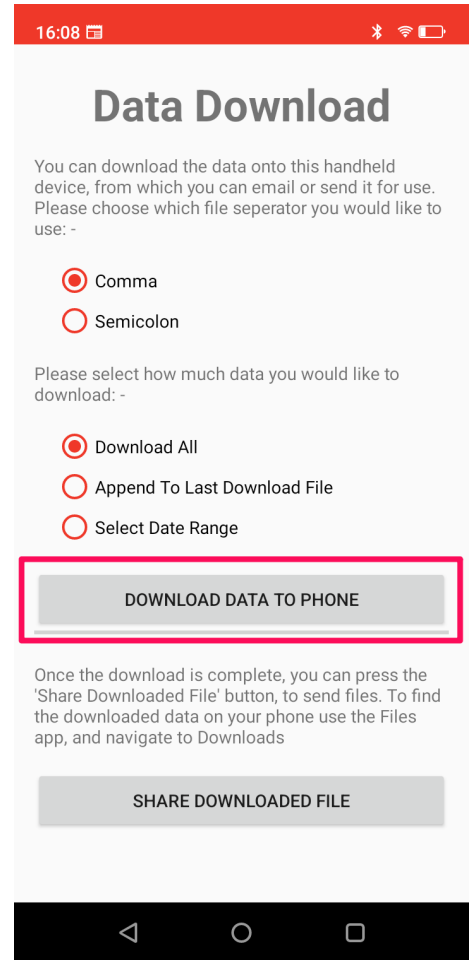 16:08
Data Download
You can download the data onto this handheld
device, from which you can email or send it for use.
Please choose which file seperator you would like to
use: -
Comma
Semicolon
Please select how much data you would like to
download: -
Download All
Append To Last Download File
Select Date Range
DOWNLOAD DATA TO PHONE
Once the download is complete, you can press the
'Share Downloaded File' button, to send files. To find
the downloaded data on your phone use the Files
app, and navigate to Downloads
SHARE DOWNLOADED FILE